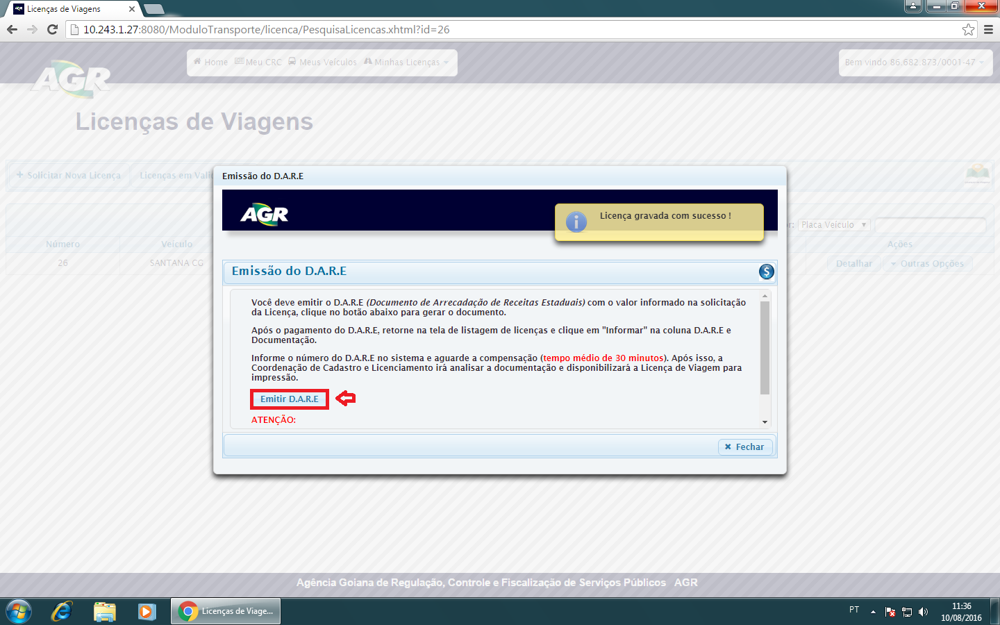 Licenças de Viagens
10.243.1.27:8080/ModuloTransporte/licenca/PesquisaLicencas.xhtml?id=26
AGR
Home Meu CRC Meus Veículos Minhas Licenças
Bem vindo 86.682.873/0001-47
Licenças de Viagens
Solicitar Nova Licença
Licenças em
Placa Veículo
Número
Veículo
Ações
26
SANTANA CG
Detalhar
Outras Opções
Emissão do D.A.R.E
AGR
Licença gravada com sucesso !
Emissão do D.A.R.E
Você deve emitir o D.A.R.E (Documento de Arrecadação de Receitas Estaduais) com o valor informado na solicitação
da Licença, clique no botão abaixo para gerar o documento.
Após o pagamento do D.A.R.E, retorne na tela de listagem de licenças e clique em "Informar" na coluna D.A.R.E e
Documentação.
Informe o número do D.A.R.E no sistema e aguarde a compensação (tempo médio de 30 minutos). Após isso, a
Coordenação de Cadastro e Licenciamento irá analisar a documentação e disponibilizará a Licença de Viagem para
impressão.
Emitir D.A.R.E
ATENÇÃO:
Fechar
Agência Goiana de Regulação, Controle e Fiscalização de Serviços Públicos AGR
Licenças de Viage...
PT
11:36
10/08/2016